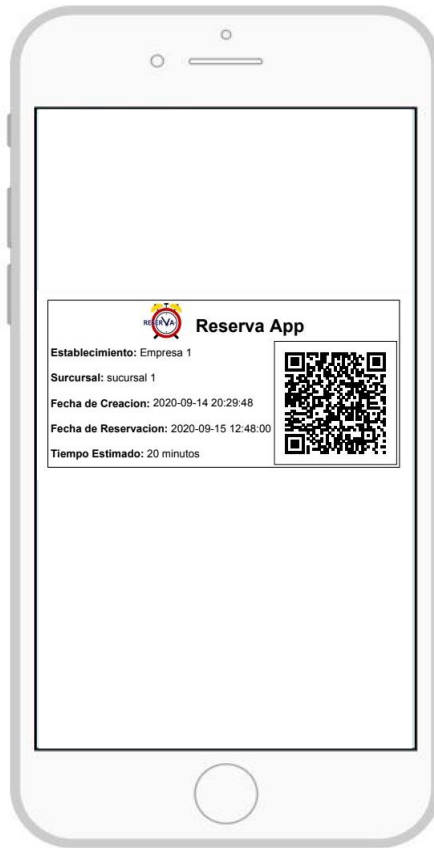 RESERVA
Reserva App
Establecimiento: Empresa 1
Surcursal: sucursal 1
Fecha de Creacion: 2020-09-14 20:29:48
Fecha de Reservacion: 2020-09-15 12:48:00
Tiempo Estimado: 20 minutos